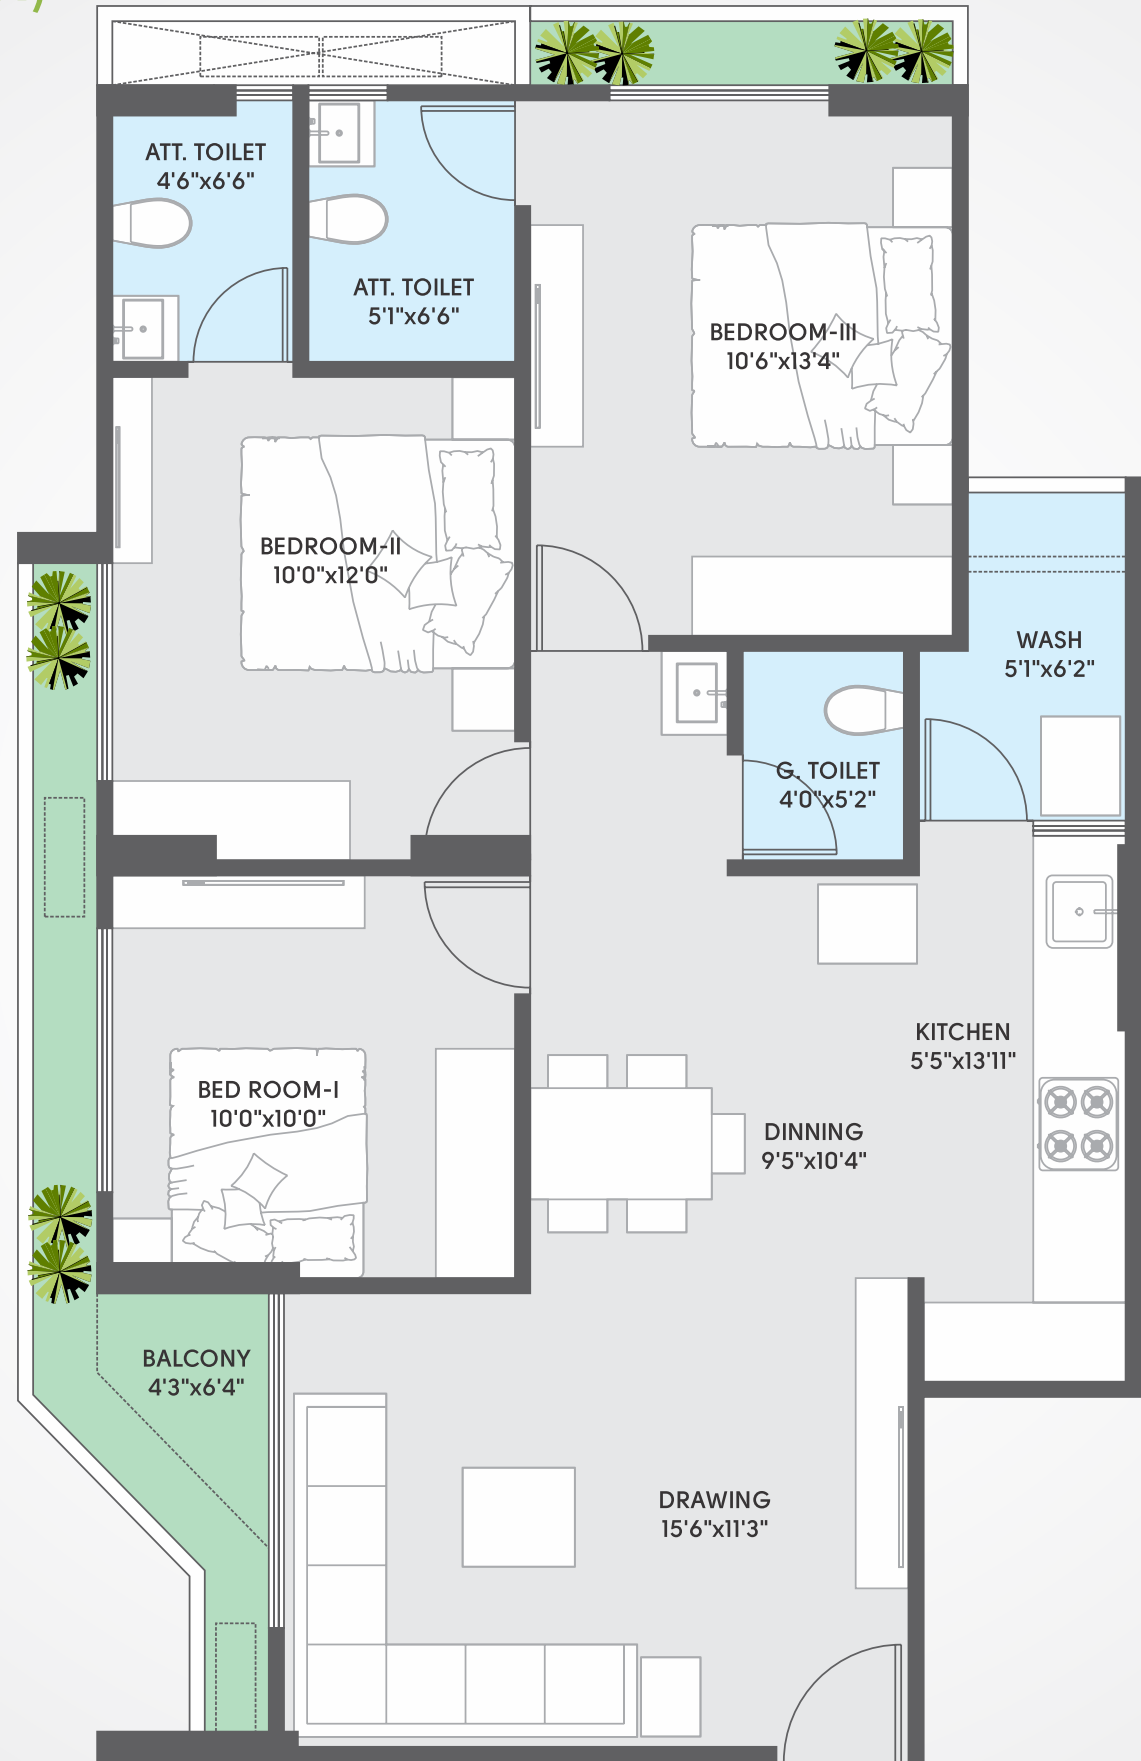 ATT. TOILET
4'6"x6'6"
ATT. TOILET
5'1"x6'6"
BEDROOM-III
10'6"x13'4"
BEDROOM-II
10'0"x12'0"
WASH
5'1"x6'2"
G. TOILET
4'0"x5'2"
KITCHEN
5'5"x13'11"
BED ROOM-I
10'0"x10'0"
DINNING
9'5"x10'4"
BALCONY
4'3"x6'4"
DRAWING
15'6"x11'3"